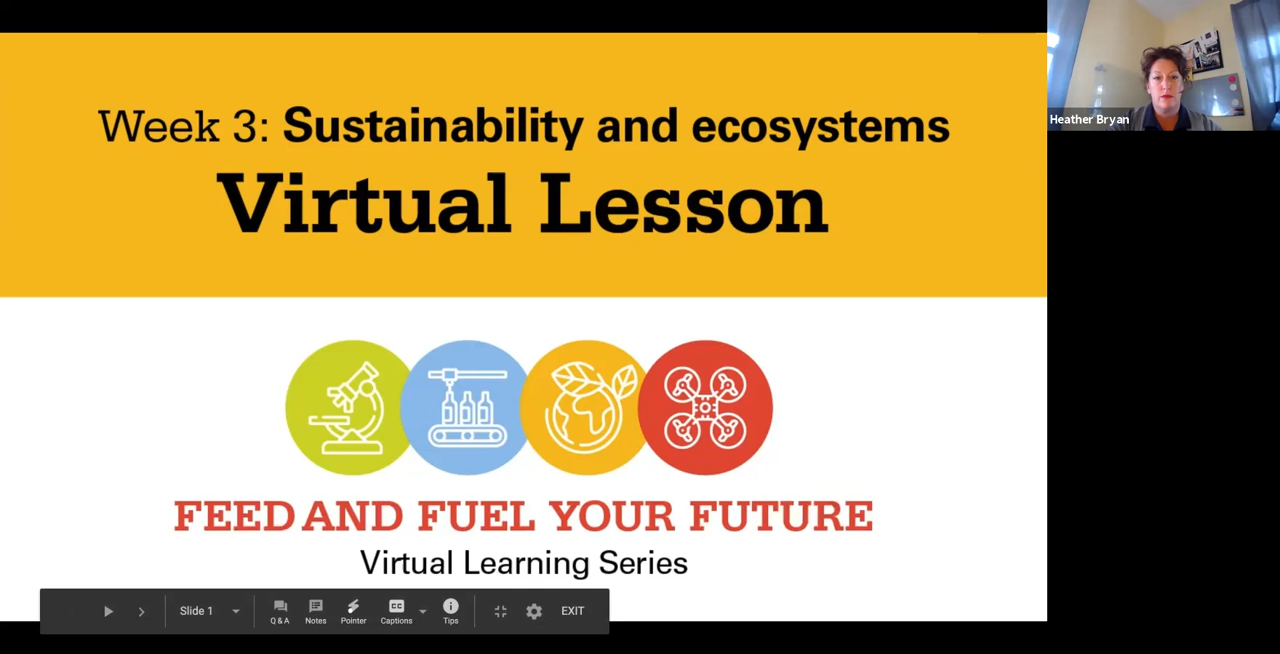 Week 3: Sustainability and ecosystems
Virtual Lesson
Heather Bryan
FEED AND FUEL YOUR FUTURE
Virtual Learning Series
Slide 1
Q & A
Notes
Pointer
CC
Captions
Tips
EXIT